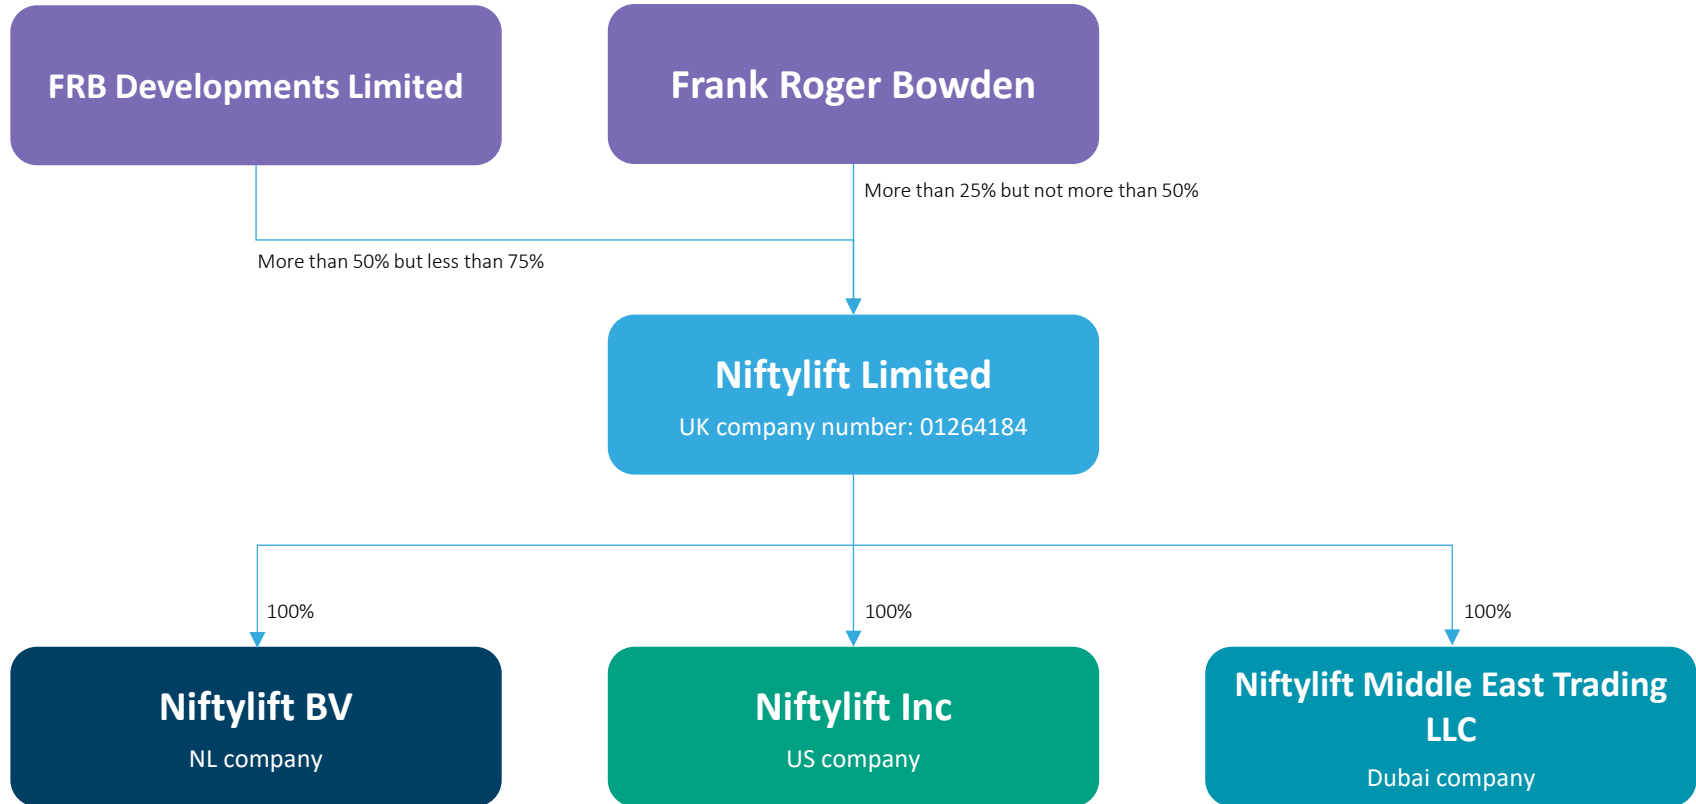 FRB Developments Limited
Frank Roger Bowden
More than 25% but not more than 50%
More than 50% but less than 75%
Niftylift Limited
UK company number: 01264184
100%
100%
100%
Niftylift BV
NL company
Niftylift Inc
US company
Niftylift Middle East Trading
LLC
Dubai company